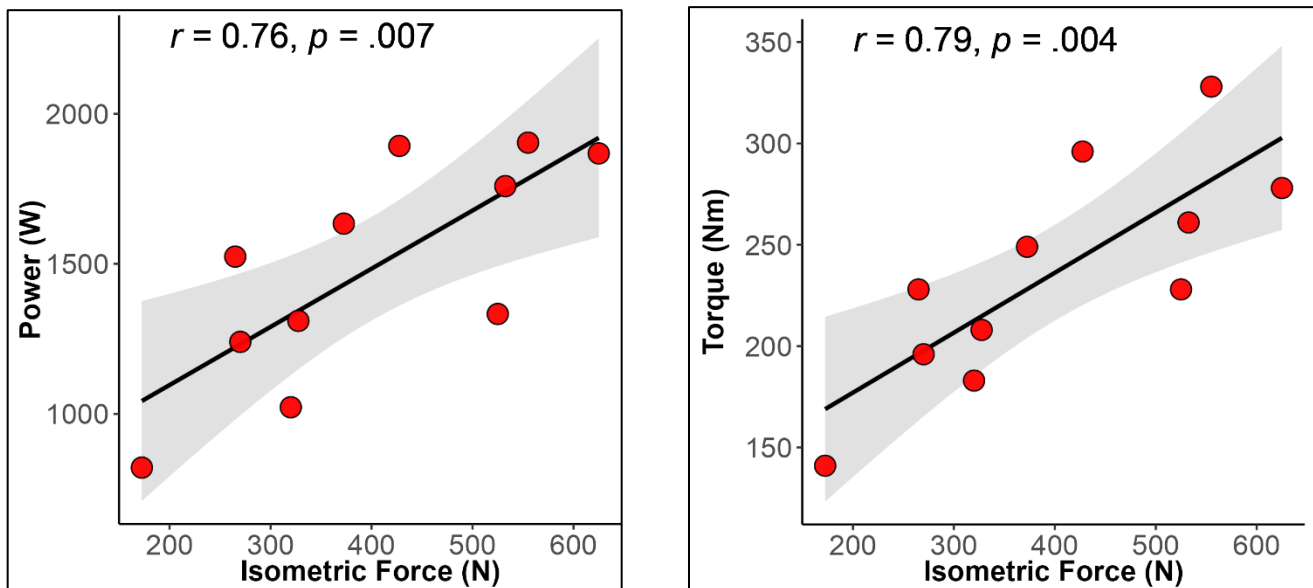 r = 0.76, p = .007
Power (W)
2000
1500
1000
200 300 400 500 600
Isometric Force (N)
r = 0.79, p = .004
Torque (Nm)
350
300
250
200
150
200 300 400 500 600
Isometric Force (N)